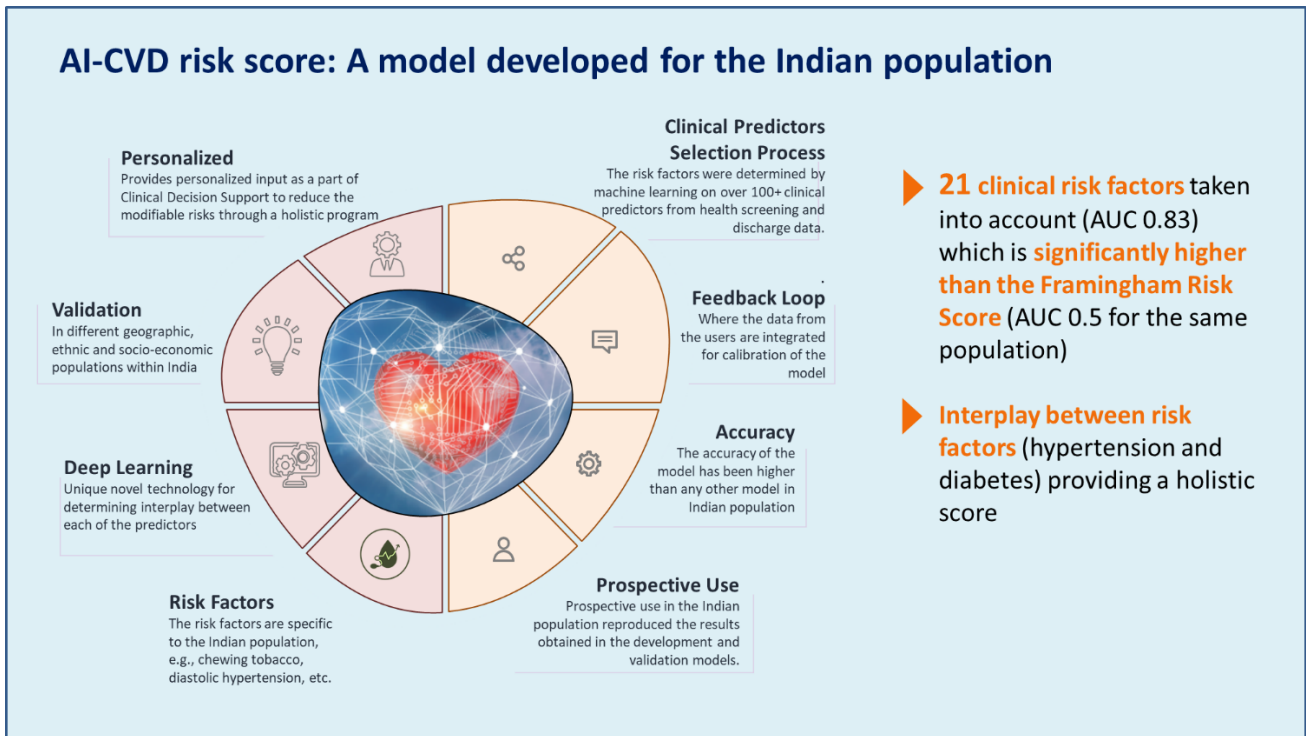 AI-CVD risk score: A model developed for the Indian population
Personalized
Provides personalized input as a part of
Clinical Decision Support to reduce the
modifiable risks through a holistic program
Validation
In different geographic,
ethnic and socio-economic
populations within India
Deep Learning
Unique novel technology for
determining interplay between
each of the predictors
Risk Factors
The risk factors are specific
to the Indian population,
e.g., chewing tobacco,
diastolic hypertension, etc.
Clinical Predictors
Selection Process
The risk factors were determined by
machine learning on over 100+ clinical
predictors from health screening and
discharge data.
.
Feedback Loop
Where the data from
the users are integrated
for calibration of the
model
Accuracy
The accuracy of the
model has been higher
than any other model in
Indian population
Prospective Use
Prospective use in the Indian
population reproduced the results
obtained in the development and
validation models.
21 clinical risk factors taken
into account (AUC 0.83)
which is significantly higher
than the Framingham Risk
Score (AUC 0.5 for the same
population)
Interplay between risk
factors (hypertension and
diabetes) providing a holistic
score